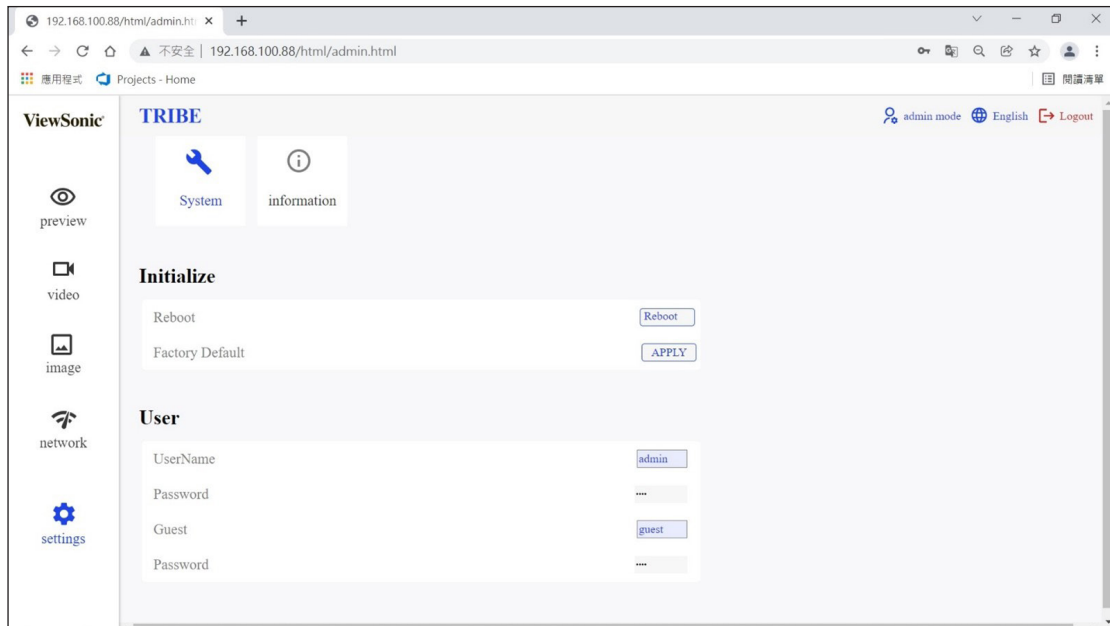 192.168.100.88/html/admin.ht
不安全 | 192.168.100.88/html/admin.html
應用程式 Projects - Home 閱讀清單
ViewSonic
TRIBE
admin mode English Logout
System information
preview
video
image
network
settings
Initialize
Reboot Reboot
Factory Default APPLY
User
UserName admin
Password ••••
Guest guest
Password ••••